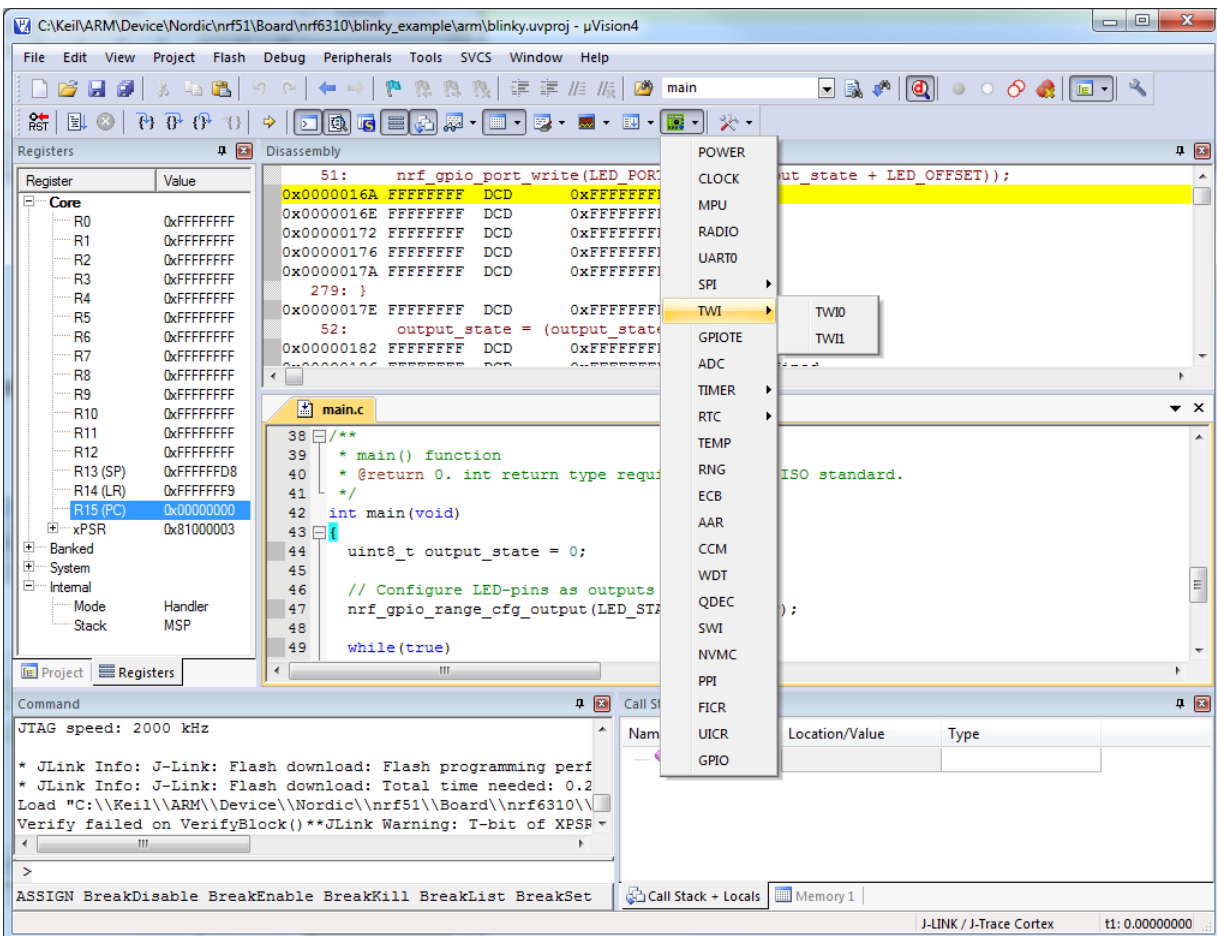 C:\Keil\ARM\Device\Nordic\nrf51\Board\nrf6310\blinky_example\arm\blinky.uvproj - µVision4
File Edit View Project Flash Debug Peripherals Tools SVCS Window Help
main
RST
Registers
Register Value
Core
R0 0xFFFFFFFF
R1 0xFFFFFFFF
R2 0xFFFFFFFF
R3 0xFFFFFFFF
R4 0xFFFFFFFF
R5 0xFFFFFFFF
R6 0xFFFFFFFF
R7 0xFFFFFFFF
R8 0xFFFFFFFF
R9 0xFFFFFFFF
R10 0xFFFFFFFF
R11 0xFFFFFFFF
R12 0xFFFFFFFF
R13 (SP) 0xFFFFFFD8
R14 (LR) 0xFFFFFFF9
R15 (PC) 0x00000000
xPSR 0x81000003
Banked
System
Internal
Mode Handler
Stack MSP
Project Registers
Disassembly
51: nrf_gpio_port_write(LED_PORT ut_state + LED_OFFSET));
0x0000016A FFFFFFFF DCD 0xFFFFFFF
0x0000016E FFFFFFFF DCD 0xFFFFFFF
0x00000172 FFFFFFFF DCD 0xFFFFFFF
0x00000176 FFFFFFFF DCD 0xFFFFFFF
0x0000017A FFFFFFFF DCD 0xFFFFFFF
279: }
0x0000017E FFFFFFFF DCD 0xFFFFFFF
52: output_state = (output_state
0x00000182 FFFFFFFF DCD 0xFFFFFFF
POWER
CLOCK
MPU
RADIO
UART0
SPI
TWI
GPIOTE
ADC
TIMER
RTC
TEMP
RNG
ECB
AAR
CCM
WDT
QDEC
SWI
NVMC
PPI
FICR
UICR
GPIO
TWI0
TWI1
main.c
38 /**
39 * main() function
40 * @return 0. int return type requi ISO standard.
41 */
42 int main(void)
43 {
44 uint8_t output_state = 0;
45
46 // Configure LED-pins as outputs
47 nrf_gpio_range_cfg_output(LED_STA );
48
49 while(true)
Command
JTAG speed: 2000 kHz
* JLink Info: J-Link: Flash download: Flash programming perf
* JLink Info: J-Link: Flash download: Total time needed: 0.2
Load "C:\\Keil\\ARM\\Device\\Nordic\\nrf51\\Board\\nrf6310\\
Verify failed on VerifyBlock()**JLink Warning: T-bit of XPSR
>
ASSIGN BreakDisable BreakEnable BreakKill BreakList BreakSet
Call St
Nam Location/Value Type
Call Stack + Locals Memory 1
J-LINK / J-Trace Cortex t1: 0.00000000